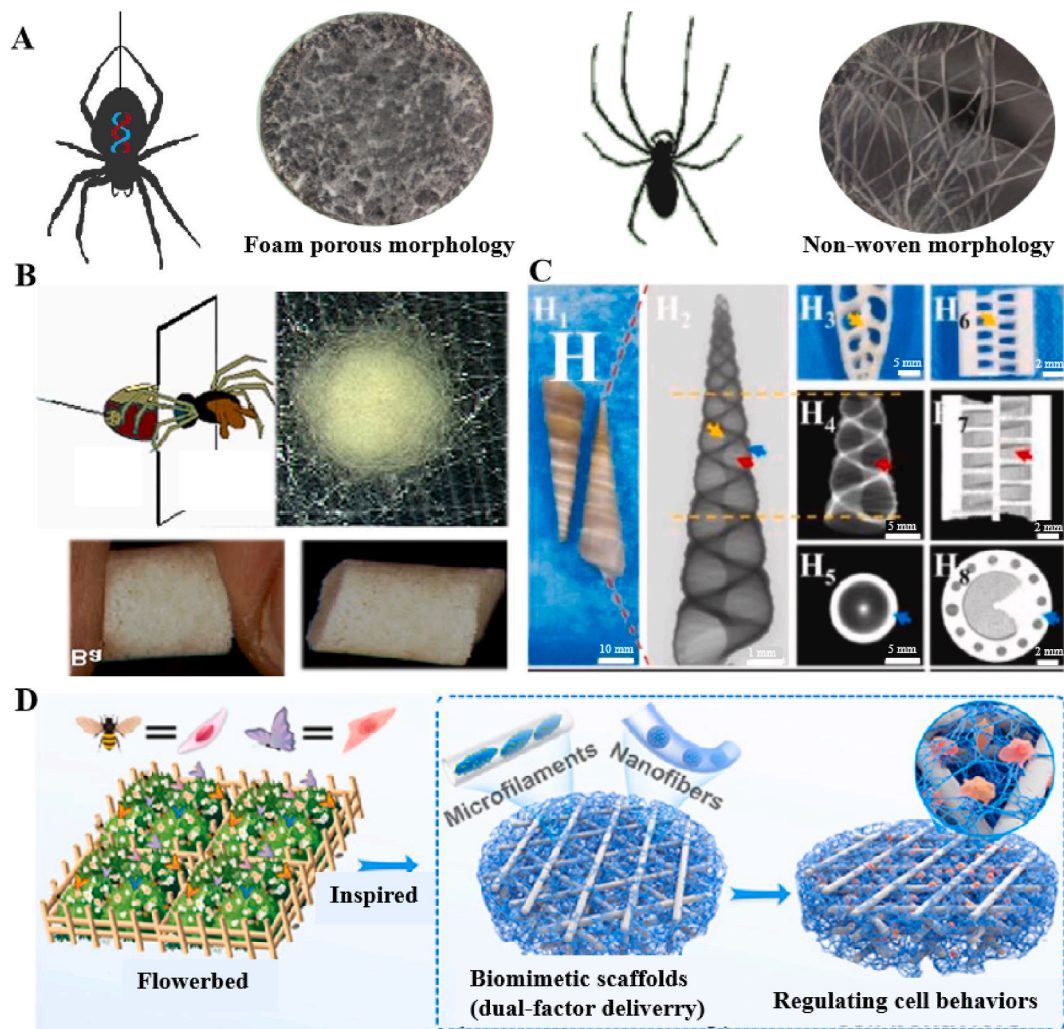 A
Foam porous morphology
Non-woven morphology
B
Ba
C
H1
H
H2
H3
5 mm
H6
2 mm
H4
5 mm
7
2 mm
10 mm
1 mm
H5
5 mm
H8
2 mm
D
=
=
Microfilaments
Nanofibers
Inspired
Flowerbed
Biomimetic scaffolds
(dual-factor deliverry)
Regulating cell behaviors